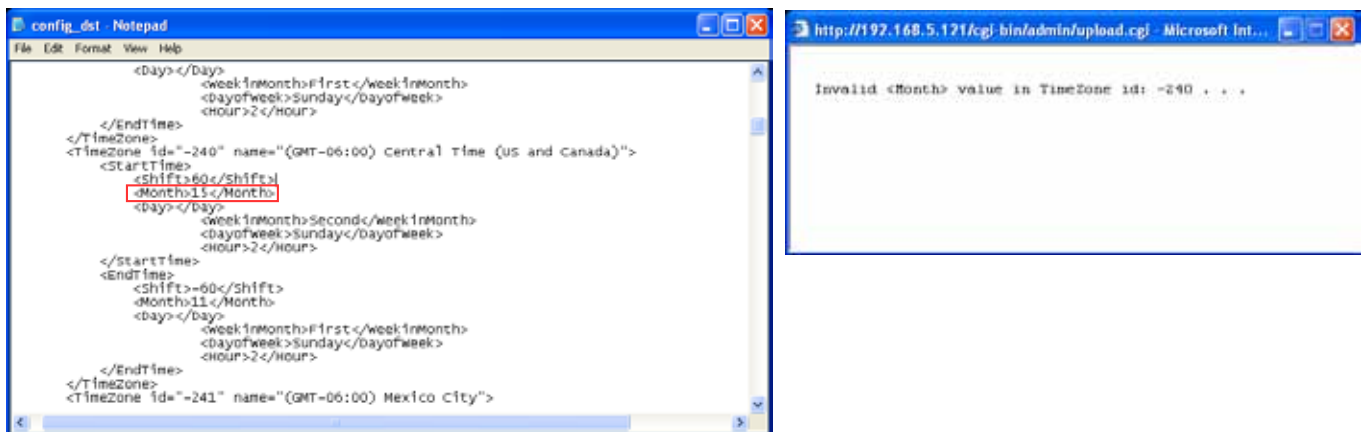 config_dst - Notepad
File Edit Format View Help
<Day></Day>
<WeekInMonth>First</WeekInMonth>
<DayofWeek>Sunday</DayofWeek>
<Hour>2</Hour>
</EndTime>
</TimeZone>
<TimeZone id="-240" name="(GMT-06:00) Central Time (US and Canada)">
<StartTime>
<Shift>60</Shift>
<Month>15</Month>
<Day></Day>
<WeekInMonth>Second</WeekInMonth>
<DayofWeek>Sunday</DayofWeek>
<Hour>2</Hour>
</StartTime>
<EndTime>
<Shift>-60</Shift>
<Month>11</Month>
<Day></Day>
<WeekInMonth>First</WeekInMonth>
<DayofWeek>Sunday</DayofWeek>
<Hour>2</Hour>
</EndTime>
</TimeZone>
<TimeZone id="-241" name="(GMT-06:00) Mexico City">
http://192.168.5.121/cgi-bin/admin/upload.cgi - Microsoft Int...
Invalid <Month> value in TimeZone id: -240 . . .